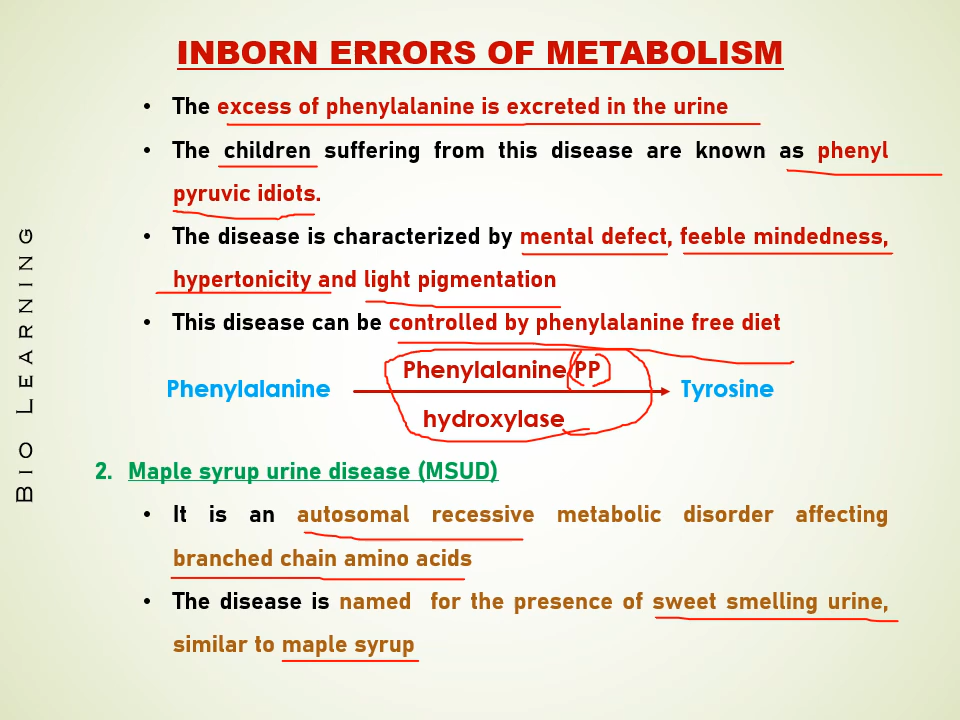 INBORN ERRORS OF METABOLISM
• The excess of phenylalanine is excreted in the urine
• The children suffering from this disease are known as phenyl
pyruvic idiots.
• The disease is characterized by mental defect, feeble mindedness,
hypertonicity and light pigmentation
• This disease can be controlled by phenylalanine free diet
Phenylalanine PP
Phenylalanine Tyrosine
hydroxylase
2. Maple syrup urine disease (MSUD)
• It is an autosomal recessive metabolic disorder affecting
branched chain amino acids
• The disease is named for the presence of sweet smelling urine,
similar to maple syrup
BIO LEARNING